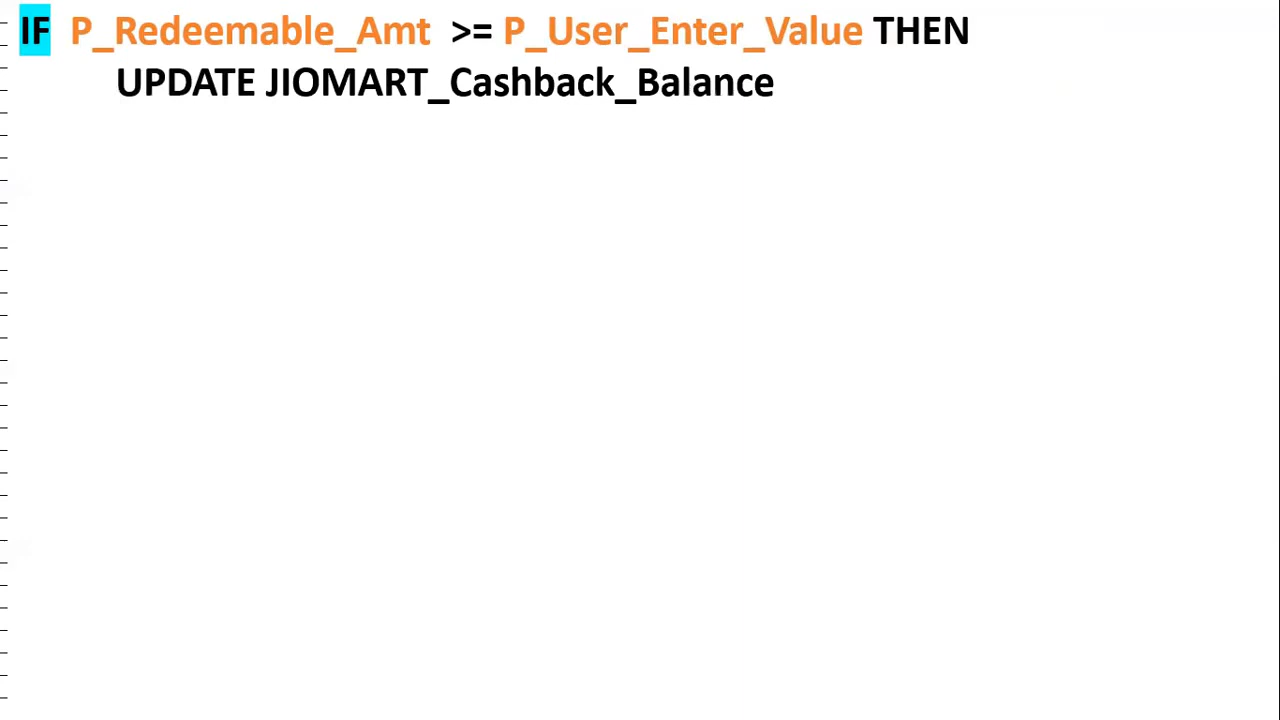 IF P_Redeemable_Amt >= P_User_Enter_Value THEN
UPDATE JIOMART_Cashback_Balance